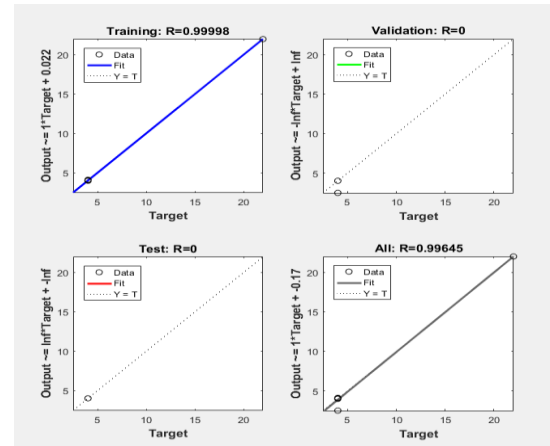 Training: R=0.99998
Output ~= 1*Target + 0.022
Data
Fit
Y = T
20
15
10
5
5 10 15 20
Target
Validation: R=0
Output ~= -Inf*Target + Inf
Data
Fit
Y = T
20
15
10
5
5 10 15 20
Target
Test: R=0
Output ~= Inf*Target + -Inf
Data
Fit
Y = T
20
15
10
5
5 10 15 20
Target
All: R=0.99645
Output ~= 1*Target + -0.17
Data
Fit
Y = T
20
15
10
5
5 10 15 20
Target